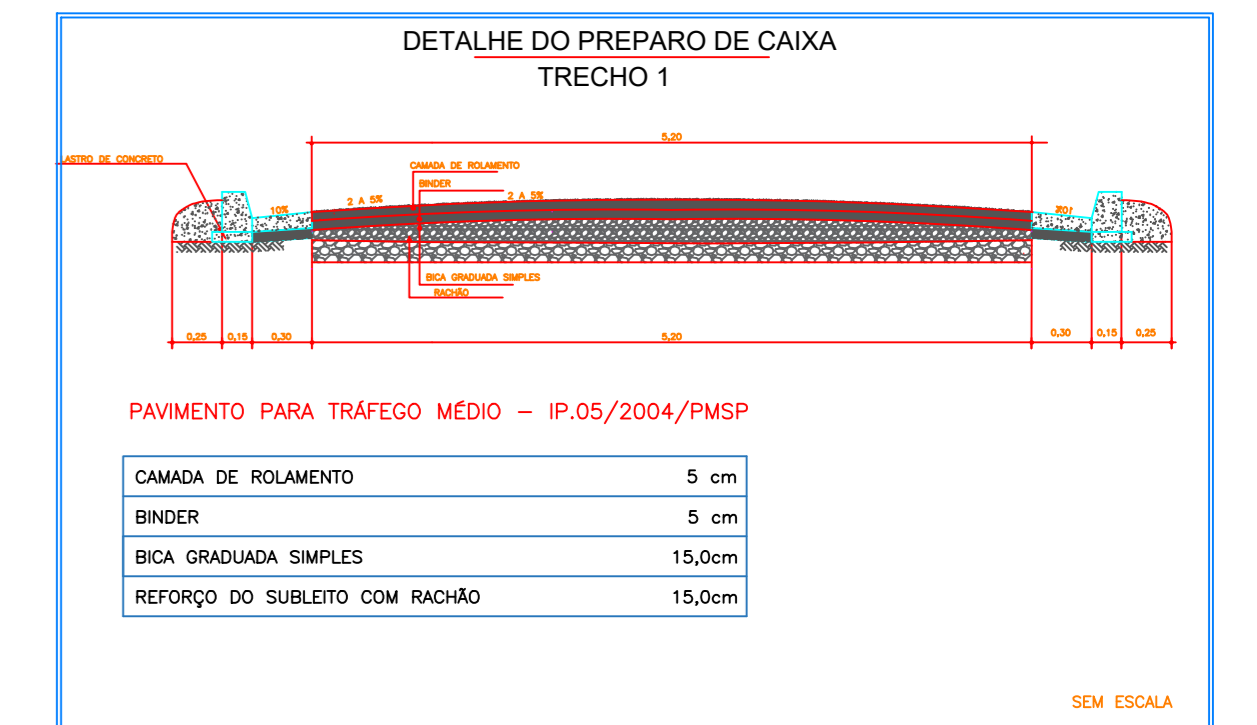 DETALHE DO PREPARO DE CAIXA
TRECHO 1
5,20
LASTRO DE CONCRETO
CAMADA DE ROLAMENTO
BINDER
10%
2 A 5%
2 A 5%
10%
BICA GRADUADA SIMPLES
RACHÃO
0,25
0,15
0,30
5,20
0,30
0,15
0,25
PAVIMENTO PARA TRÁFEGO MÉDIO – IP.05/2004/PMSP
CAMADA DE ROLAMENTO 5 cm
BINDER 5 cm
BICA GRADUADA SIMPLES 15,0cm
REFORÇO DO SUBLEITO COM RACHÃO 15,0cm
SEM ESCALA